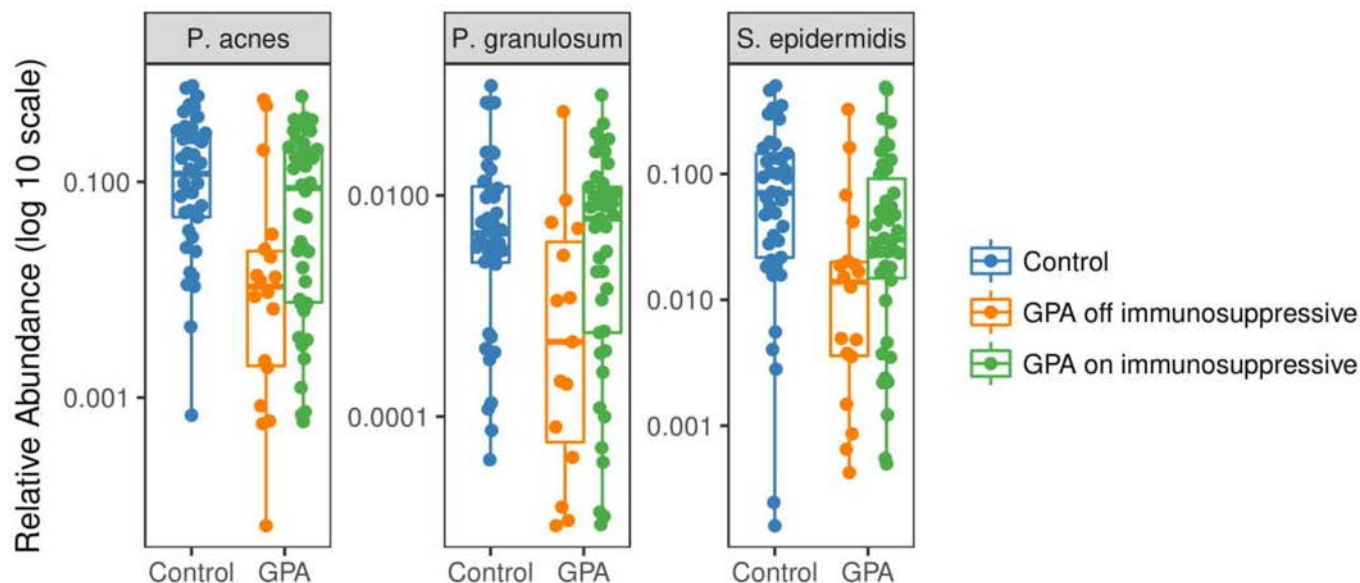 Relative Abundance (log 10 scale)
P. acnes
0.100
0.001
Control GPA
P. granulosum
0.0100
0.0001
Control GPA
S. epidermidis
0.100
0.010
0.001
Control GPA
Control
GPA off immunosuppressive
GPA on immunosuppressive